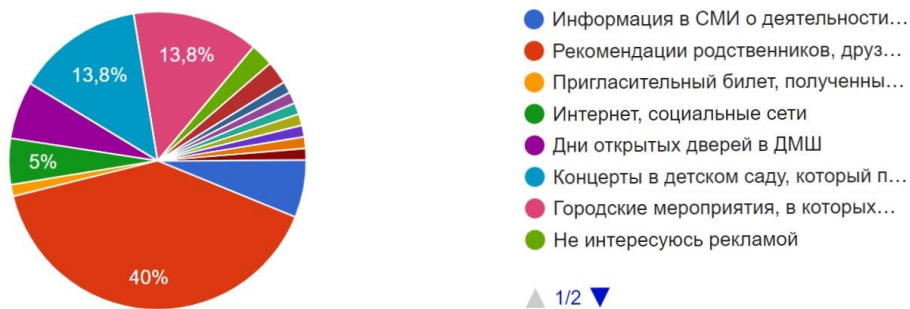 13,8%
13,8%
5%
40%
Информация в СМИ о деятельности…
Рекомендации родственников, друз…
Пригласительный билет, полученны…
Интернет, социальные сети
Дни открытых дверей в ДМШ
Концерты в детском саду, который п…
Городские мероприятия, в которых…
Не интересуюсь рекламой
1/2